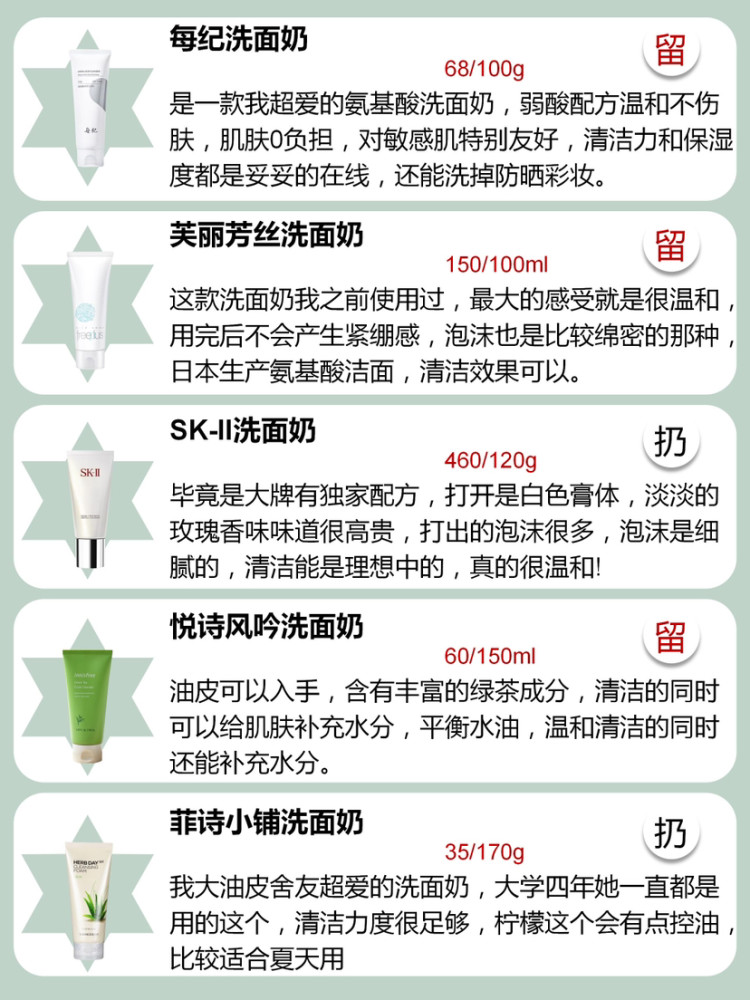 每纪洗面奶
留
68/100g
是一款我超爱的氨基酸洗面奶，弱酸配方温和不伤
肤，肌肤0负担，对敏感肌特别友好，清洁力和保湿
度都是妥妥的在线，还能洗掉防晒彩妆。
每纪
芙丽芳丝洗面奶
留
150/100ml
这款洗面奶我之前使用过，最大的感受就是很温和，
用完后不会产生紧绷感，泡沫也是比较绵密的那种，
日本生产氨基酸洁面，清洁效果可以。
SK-II洗面奶
扔
460/120g
毕竟是大牌有独家配方，打开是白色膏体，淡淡的
玫瑰香味味道很高贵，打出的泡沫很多，泡沫是细
腻的，清洁能是理想中的，真的很温和!
SK-II
悦诗风吟洗面奶
留
60/150ml
油皮可以入手，含有丰富的绿茶成分，清洁的同时
可以给肌肤补充水分，平衡水油，温和清洁的同时
还能补充水分。
innisfree
菲诗小铺洗面奶
扔
35/170g
我大油皮舍友超爱的洗面奶，大学四年她一直都是
用的这个，清洁力度很足够，柠檬这个会有点控油，
比较适合夏天用
HERB DAY
CLEANSING
FOAM